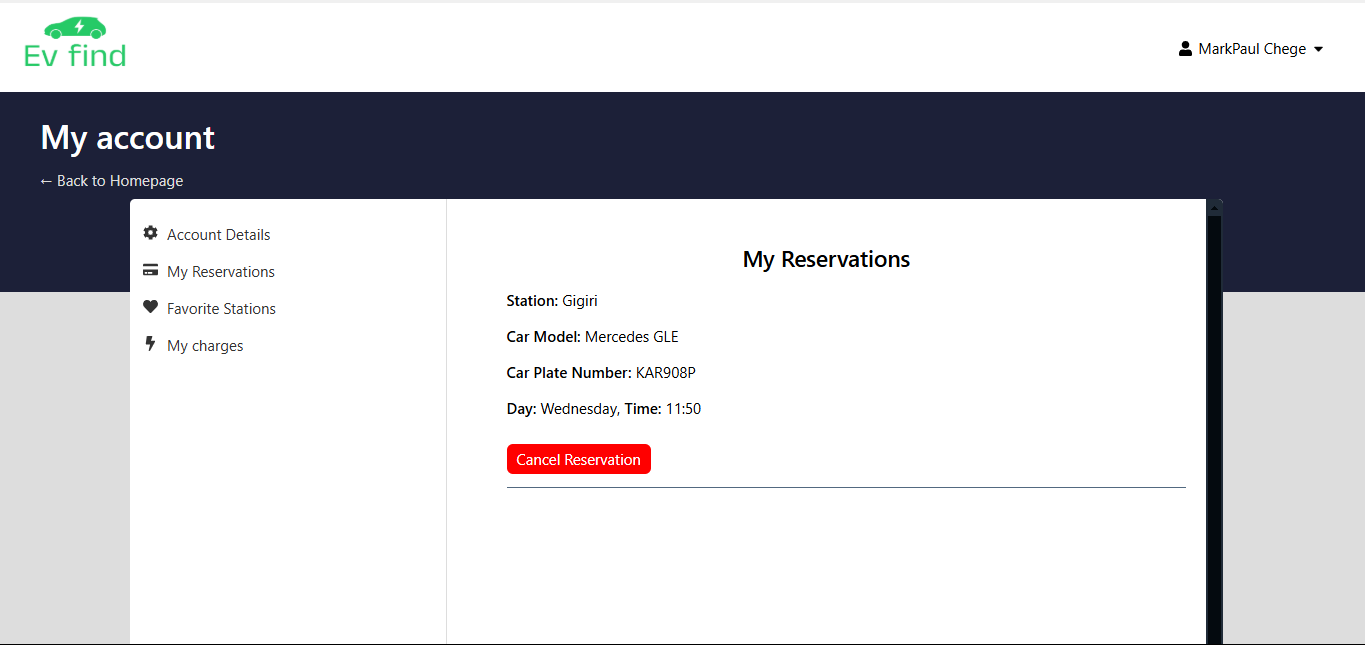 Ev find
MarkPaul Chege
My account
← Back to Homepage
Account Details
My Reservations
Favorite Stations
My charges
My Reservations
Station: Gigiri
Car Model: Mercedes GLE
Car Plate Number: KAR908P
Day: Wednesday, Time: 11:50
Cancel Reservation